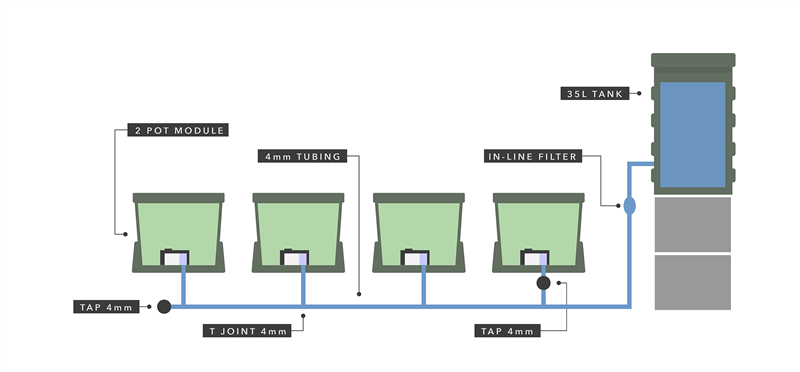 35L TANK
2 POT MODULE
4mm TUBING
IN-LINE FILTER
TAP 4mm
T JOINT 4mm
TAP 4mm